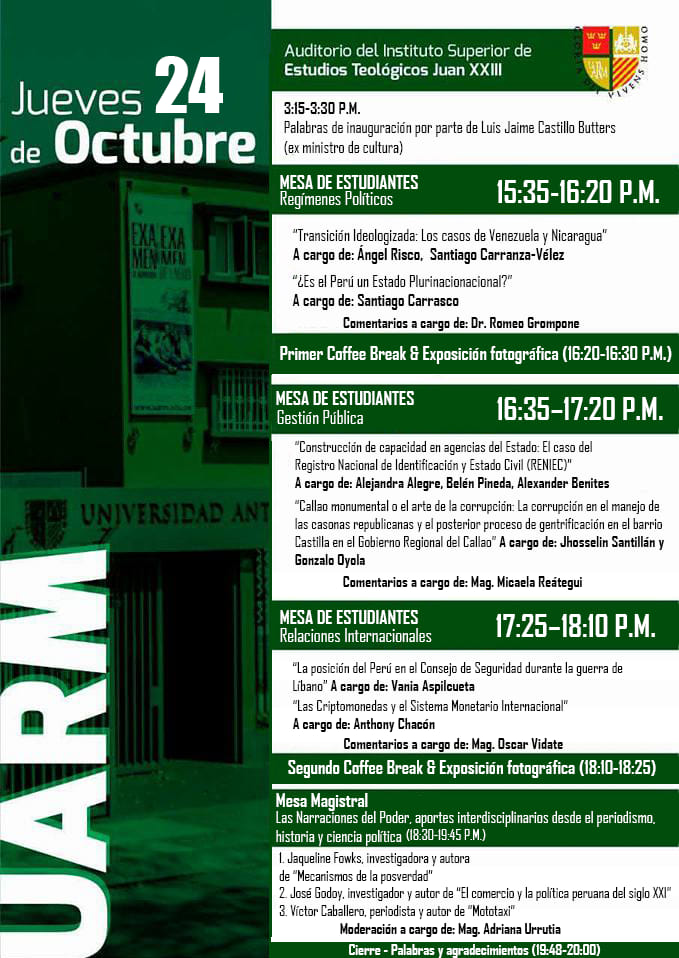 Jueves 24
de Octubre
EXA EXA
MEN MEN
UNIVERSIDAD ANT
UARM
Auditorio del Instituto Superior de
Estudios Teológicos Juan XXIII
UARM
VIVENS HOMO
3:15-3:30 P.M.
Palabras de inauguración por parte de Luis Jaime Castillo Butters
(ex ministro de cultura)
MESA DE ESTUDIANTES
Regímenes Políticos
15:35-16:20 P.M.
“Transición Ideologizada: Los casos de Venezuela y Nicaragua”
A cargo de: Ángel Risco, Santiago Carranza-Vélez
“¿Es el Perú un Estado Plurinacionacional?”
A cargo de: Santiago Carrasco
Comentarios a cargo de: Dr. Romeo Grompone
Primer Coffee Break & Exposición fotográfica (16:20-16:30 P.M.)
MESA DE ESTUDIANTES
Gestión Pública
16:35–17:20 P.M.
“Construcción de capacidad en agencias del Estado: El caso del
Registro Nacional de Identificación y Estado Civil (RENIEC)"
A cargo de: Alejandra Alegre, Belén Pineda, Alexander Benites
“Callao monumental o el arte de la corrupción: La corrupción en el manejo de
las casonas republicanas y el posterior proceso de gentrificación en el barrio
Castilla en el Gobierno Regional del Callao” A cargo de: Jhosselin Santillán y
Gonzalo Oyola
Comentarios a cargo de: Mag. Micaela Reátegui
MESA DE ESTUDIANTES
Relaciones Internacionales
17:25–18:10 P.M.
“La posición del Perú en el Consejo de Seguridad durante la guerra de
Líbano” A cargo de: Vania Aspilcueta
“Las Criptomonedas y el Sistema Monetario Internacional”
A cargo de: Anthony Chacón
Comentarios a cargo de: Mag. Oscar Vidate
Segundo Coffee Break & Exposición fotográfica (18:10-18:25)
Mesa Magistral
Las Narraciones del Poder, aportes interdisciplinarios desde el periodismo,
historia y ciencia política (18:30-19:45 P.M.)
1. Jaqueline Fowks, investigadora y autora
de “Mecanismos de la posverdad”
2. José Godoy, investigador y autor de “El comercio y la política peruana del siglo XXI”
3. Víctor Caballero, periodista y autor de “Mototaxi”
Moderación a cargo de: Mag. Adriana Urrutia
Cierre - Palabras y agradecimientos (19:48-20:00)